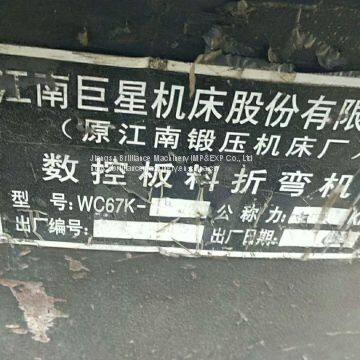 江南巨星机床股份有限
(原江南锻压机床厂
Jiangsu Brilliance Machinery IMP&EXP Co., Ltd
数控板料折弯机
型号:WC67K-
公称力:
出厂编号:
出厂日期: